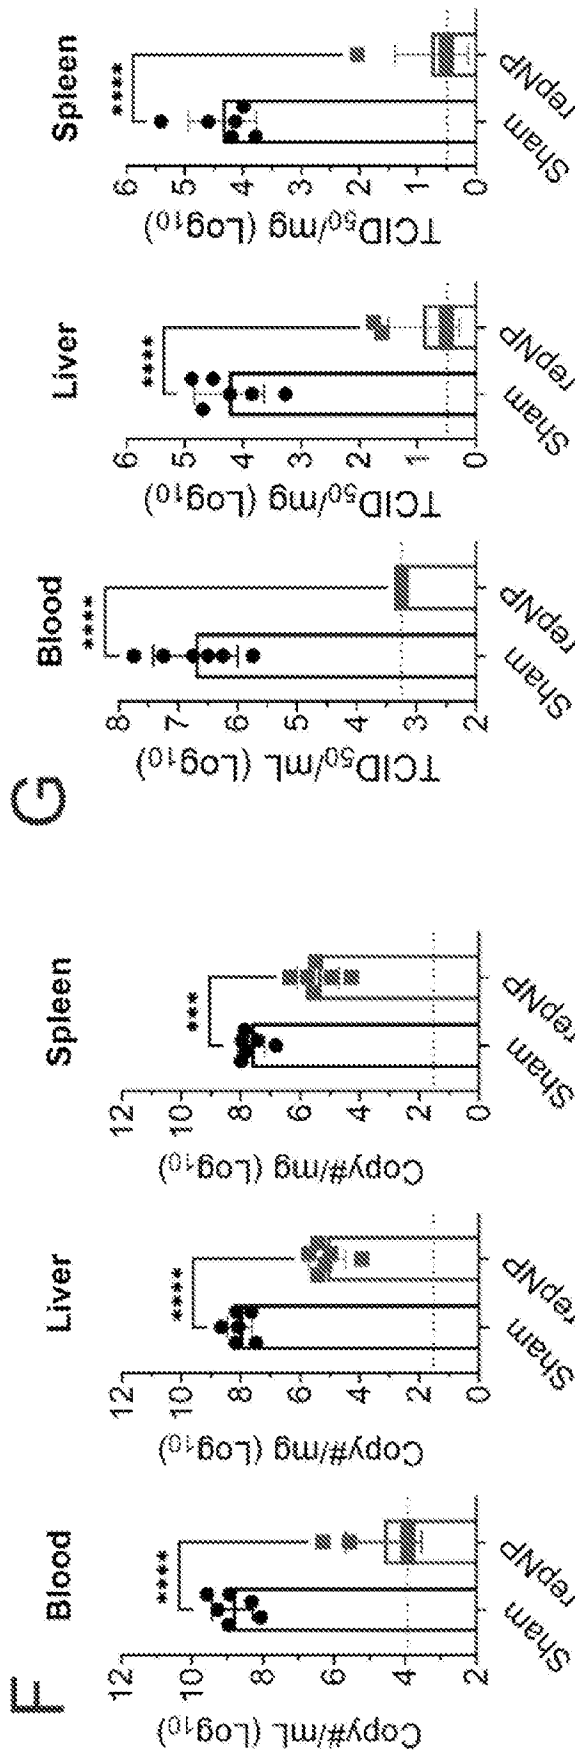 F
Blood
Copy#/mL (Log10)
12
10
8
6
4
2
****
Sham
repNP
Liver
Copy#/mg (Log10)
12
10
8
6
4
2
0
****
Sham
repNP
Spleen
Copy#/mg (Log10)
12
10
8
6
4
2
0
***
Sham
repNP
G
Blood
TCID50/mL (Log10)
8
7
6
5
4
3
2
****
Sham
repNP
Liver
TCID50/mg (Log10)
6
5
4
3
2
1
0
****
Sham
repNP
Spleen
TCID50/mg (Log10)
6
5
4
3
2
1
0
****
Sham
repNP